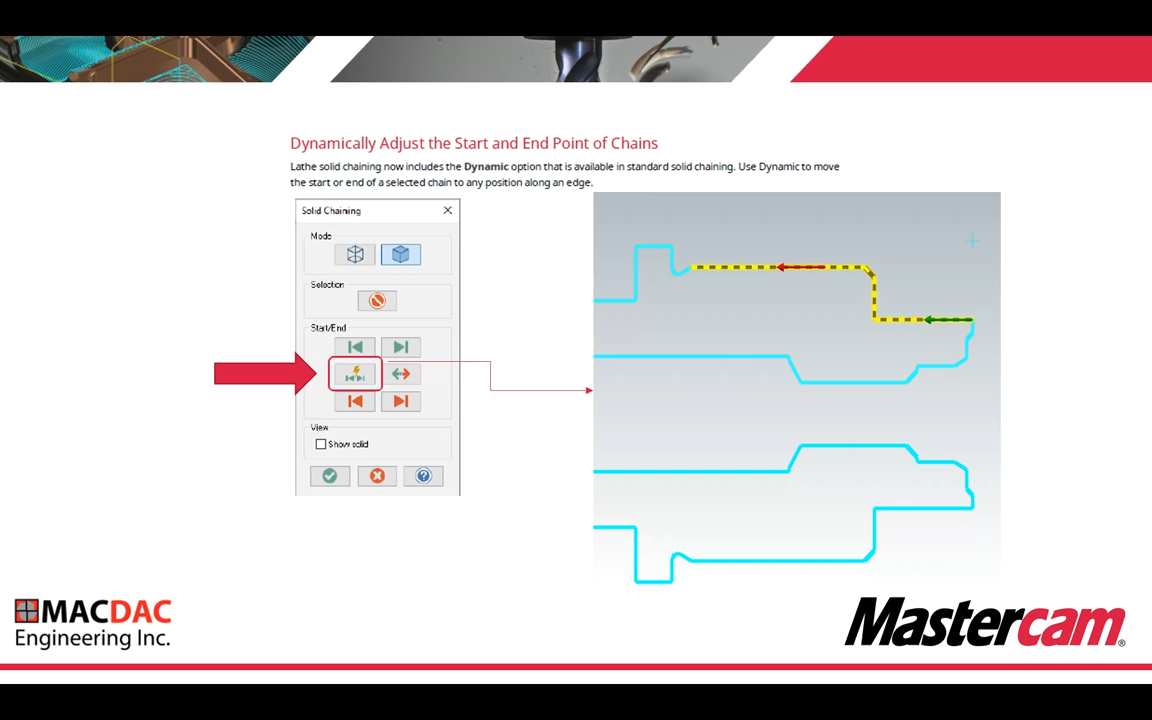 Dynamically Adjust the Start and End Point of Chains
Lathe solid chaining now includes the Dynamic option that is available in standard solid chaining. Use Dynamic to move
the start or end of a selected chain to any position along an edge.
Solid Chaining
Mode
Selection
Start/End
View
Show solid
MACDAC
Engineering Inc.
Mastercam®